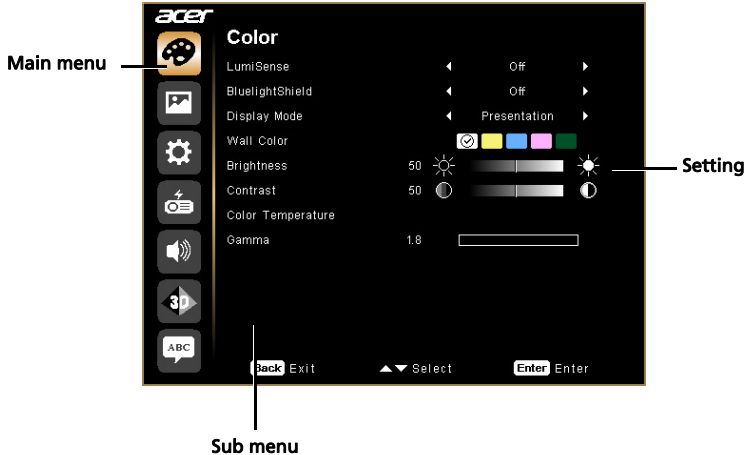 acer
Color
Main menu
LumiSense Off
BluelightShield Off
Display Mode Presentation
Wall Color
Brightness 50
Setting
Contrast 50
Color Temperature
Gamma 1.8
3D
ABC
Back Exit Select Enter Enter
Sub menu